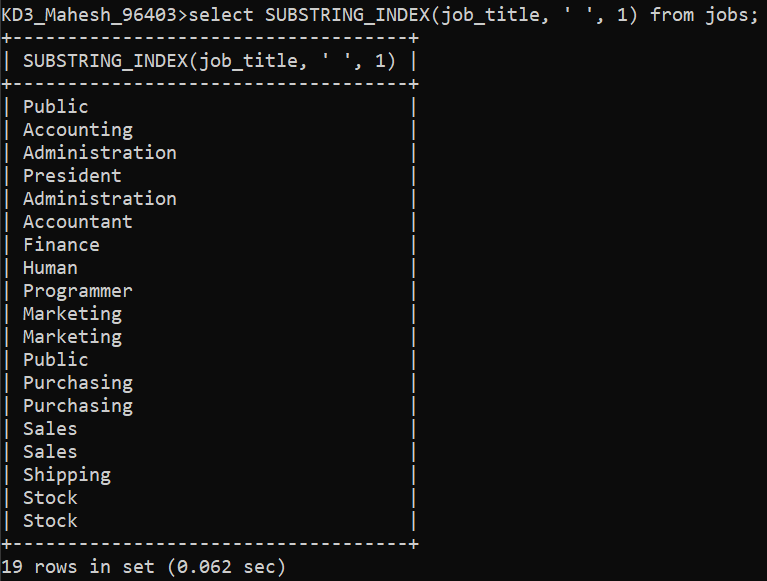 KD3_Mahesh_96403>select SUBSTRING_INDEX(job_title, ' ', 1) from jobs;
+------------------------------------+
| SUBSTRING_INDEX(job_title, ' ', 1) |
+------------------------------------+
| Public                             |
| Accounting                         |
| Administration                     |
| President                          |
| Administration                     |
| Accountant                         |
| Finance                            |
| Human                              |
| Programmer                         |
| Marketing                          |
| Marketing                          |
| Public                             |
| Purchasing                         |
| Purchasing                         |
| Sales                              |
| Sales                              |
| Shipping                           |
| Stock                              |
| Stock                              |
+------------------------------------+
19 rows in set (0.062 sec)